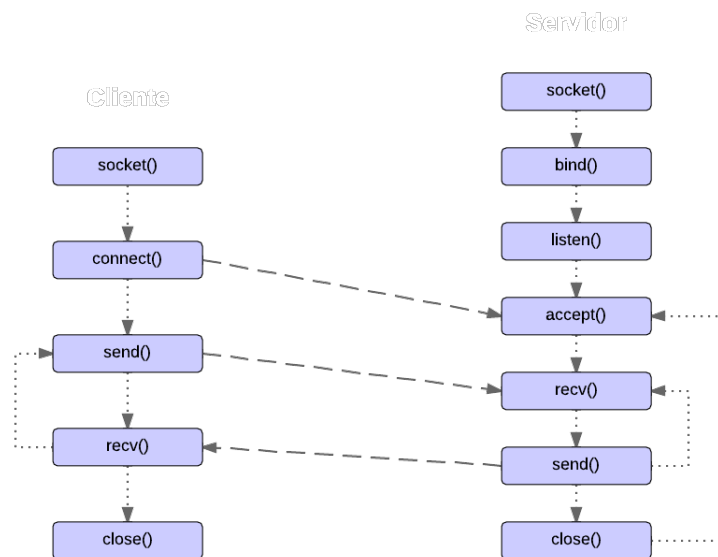 Cliente
socket()
connect()
send()
recv()
close()
Servidor
socket()
bind()
listen()
accept()
recv()
send()
close()